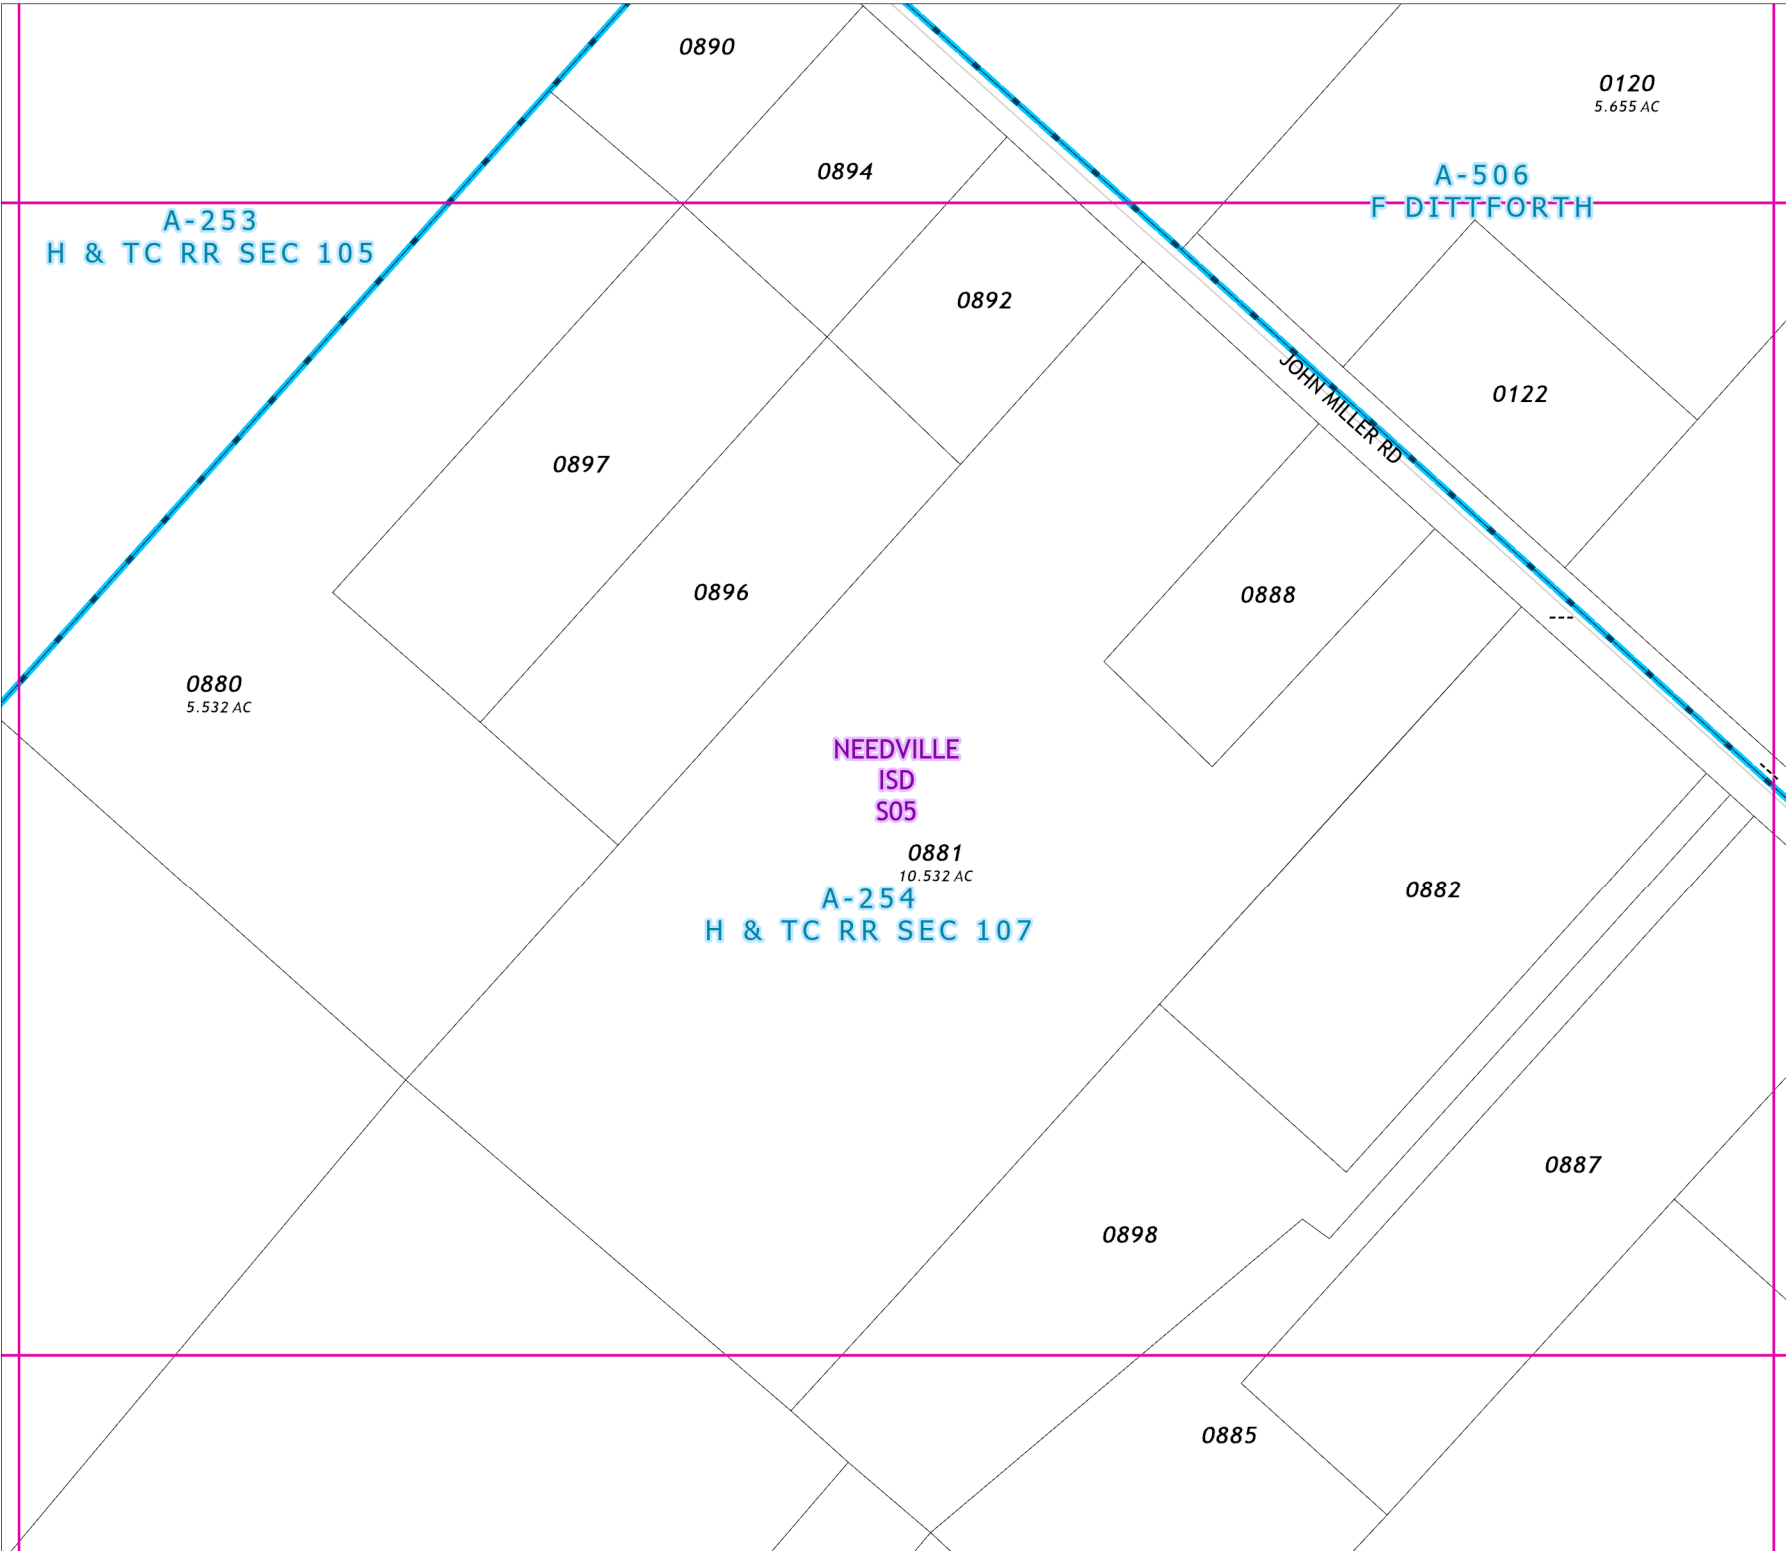 0890
0120
5.655 AC
0894
A-506
F DITTFORTH
A-253
H & TC RR SEC 105
0892
JOHN MILLER RD
0122
0897
0896
0888
0880
5.532 AC
NEEDVILLE
ISD
S05
0881
10.532 AC
A-254
H & TC RR SEC 107
0882
0887
0898
0885